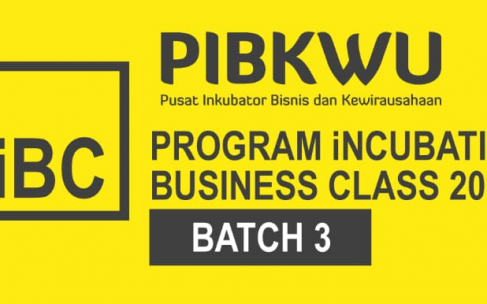 PIBKWU
Pusat Inkubator Bisnis dan Kewirausahaan
iBC
PROGRAM iNCUBATI
BUSINESS CLASS 20
BATCH 3